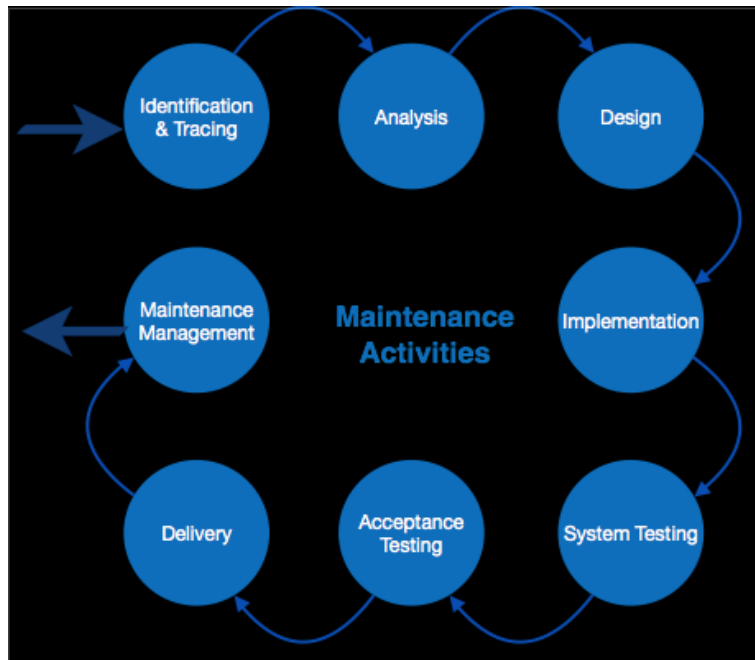 Identification
& Tracing
Analysis
Design
Maintenance
Management
Maintenance
Activities
Implementation
Delivery
Acceptance
Testing
System Testing